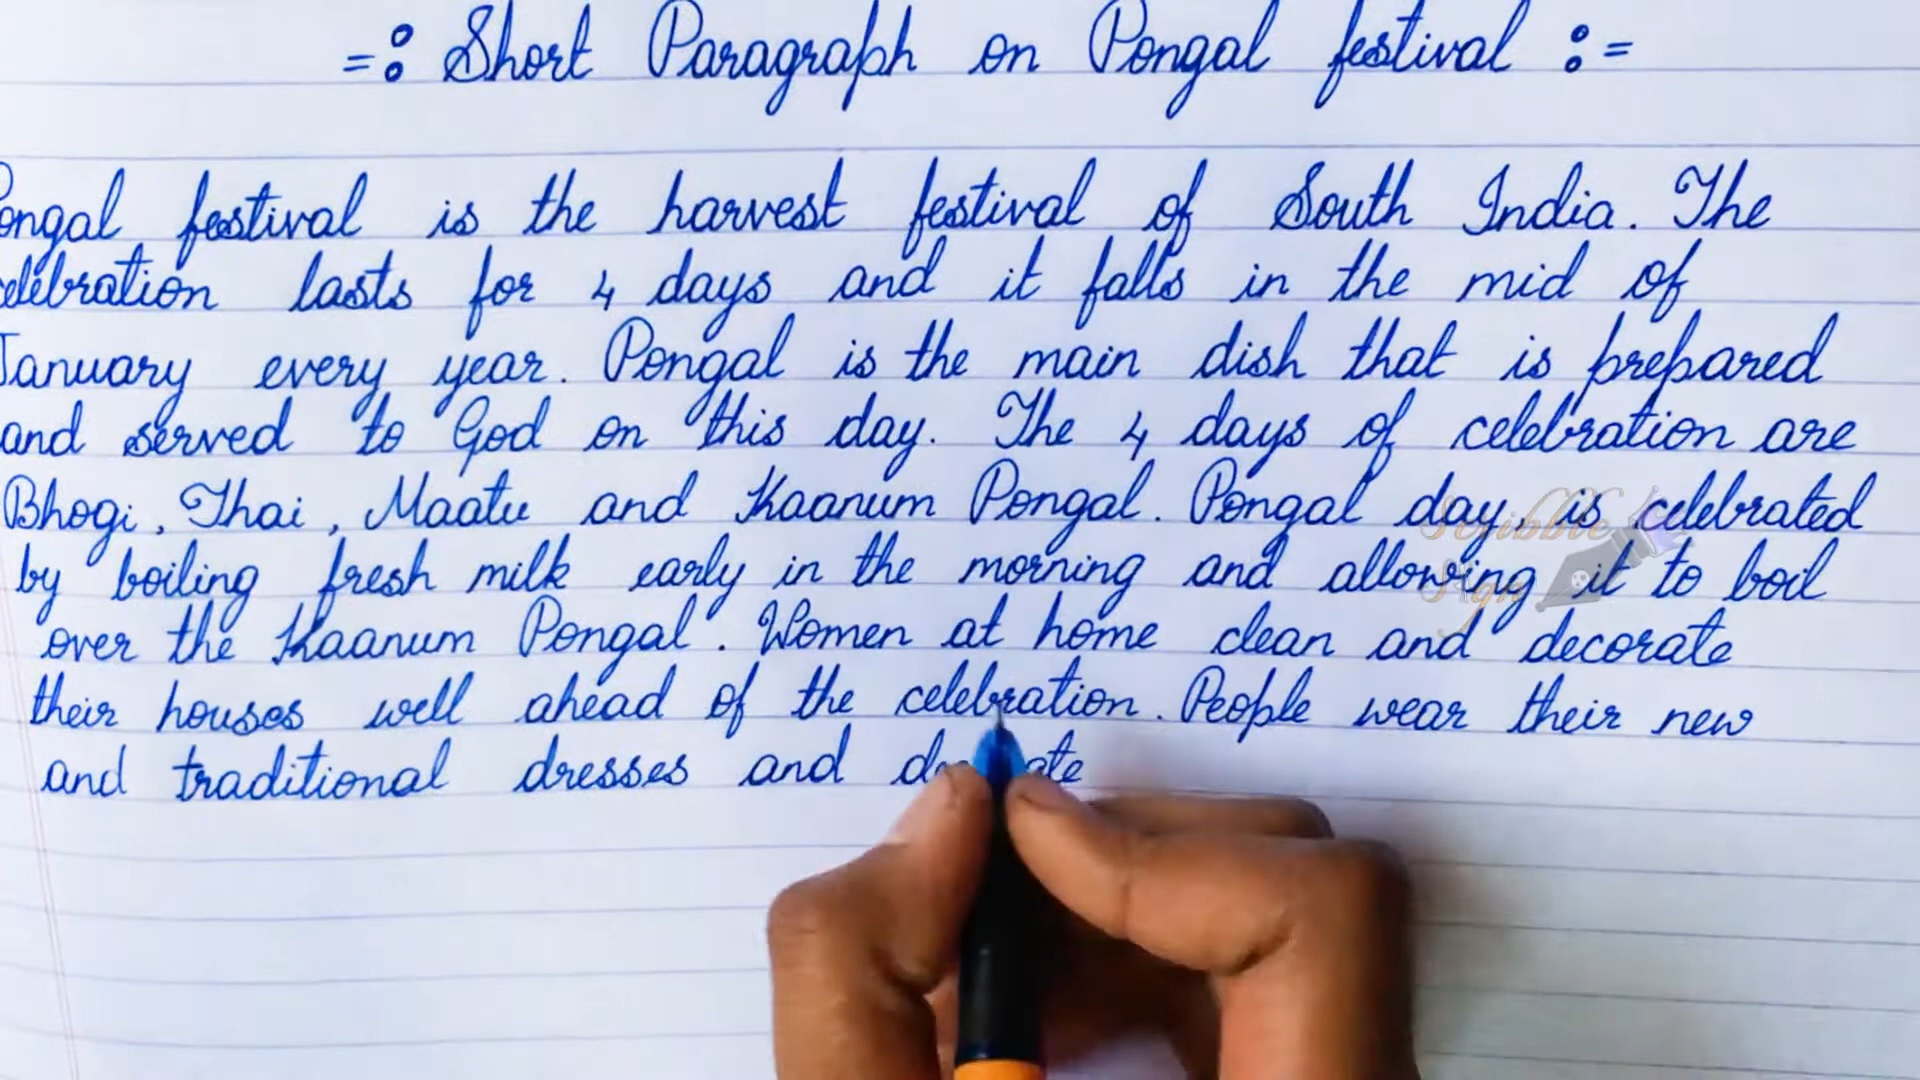 =: Short Paragraph on Pongal festival :=
Pongal festival is the harvest festival of South India. The
celebration lasts for 4 days and it falls in the mid of
January every year. Pongal is the main dish that is prepared
and served to God on this day. The 4 days of celebration are
Bhogi, Thai, Maatu and Kaanum Pongal. Pongal day, is celebrated
by boiling fresh milk early in the morning and allowing it to boil
over the Kaanum Pongal. Women at home clean and decorate
their houses well ahead of the celebration. People wear their new
and traditional dresses and
Scribble
Sign